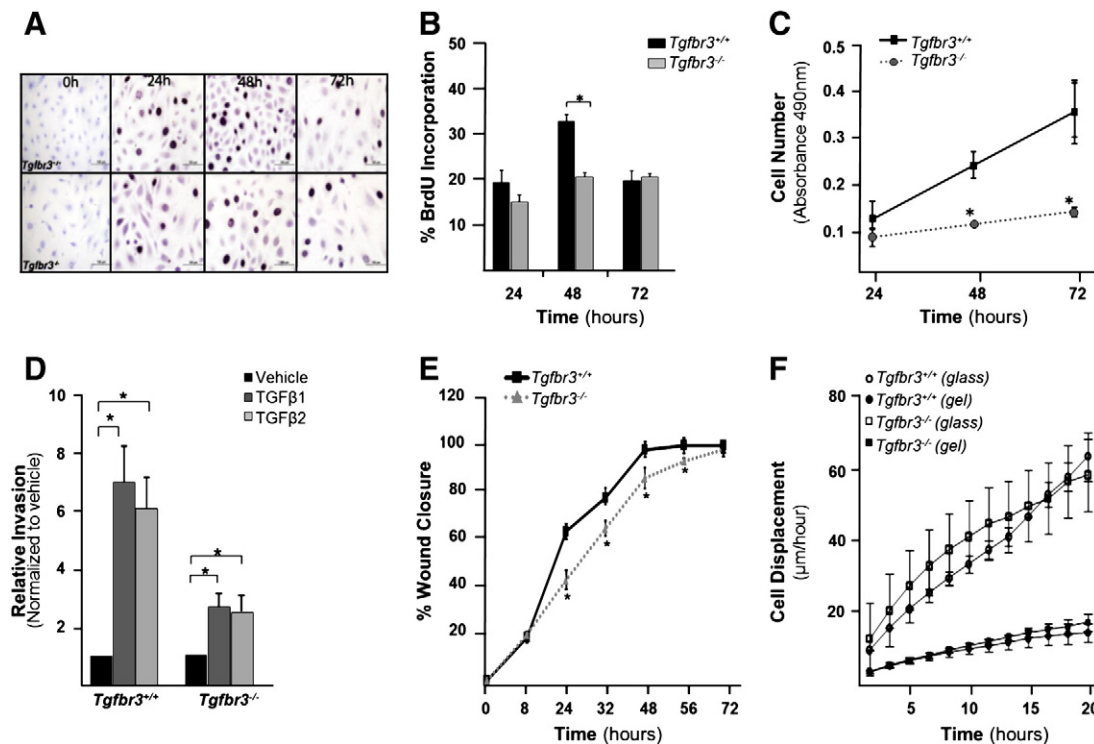 A
0h 24h 48h 72h
Tgfbr3-/-
Tgfbr3+
B
% BrdU Incorporation
50
40
30
20
10
Tgfbr3+/+
Tgfbr3-/-
*
24 48 72
Time (hours)
C
Cell Number
(Absorbance 490nm)
0.5
0.4
0.3
0.2
0.1
Tgfbr3+/+
Tgfbr3-/-
* *
24 48 72
Time (hours)
D
Relative Invasion
(Normalized to vehicle)
10
8
6
4
2
Vehicle
TGFβ1
TGFβ2
* *
* *
Tgfbr3+/+ Tgfbr3-/-
E
% Wound Closure
120
100
80
60
40
20
Tgfbr3+/+
Tgfbr3-/-
* * * *
0 8 24 32 48 56 72
Time (hours)
F
Tgfbr3+/+ (glass)
Tgfbr3+/+ (gel)
Tgfbr3-/- (glass)
Tgfbr3-/- (gel)
Cell Displacement
(µm/hour)
80
60
40
20
5 10 15 20
Time (hours)